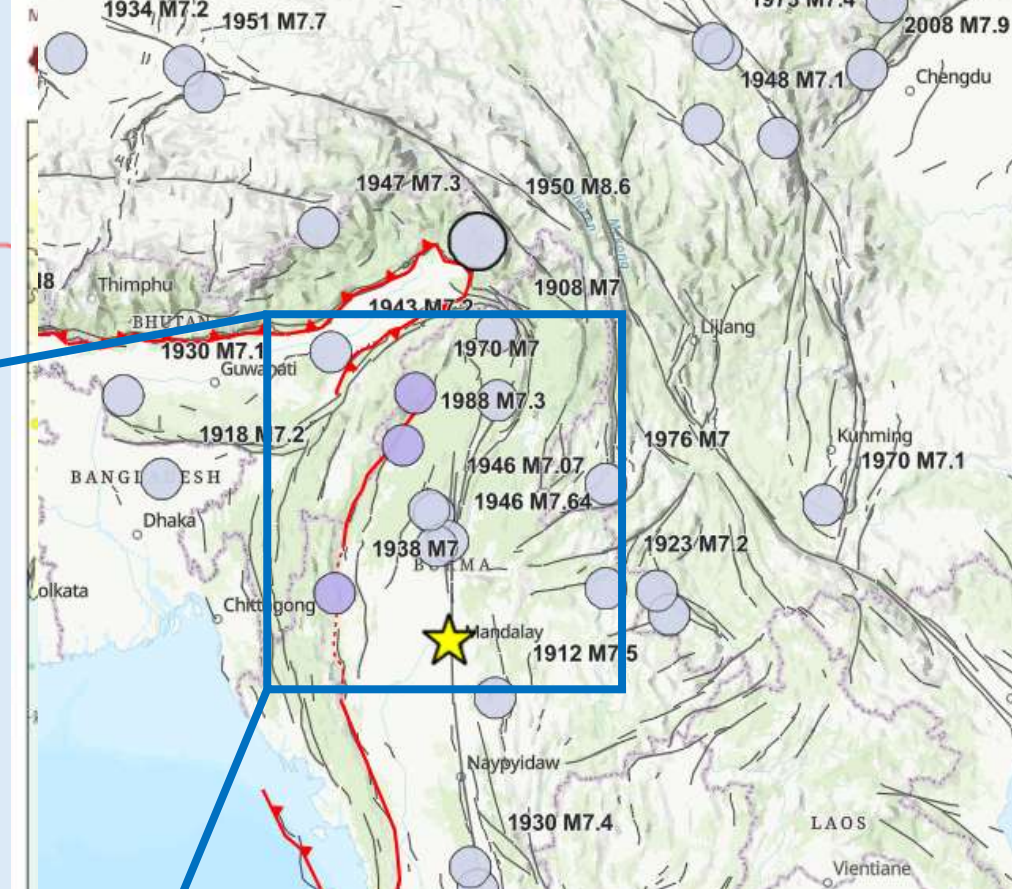 1934 M7.2
1951 M7.7
1973 M7.4
2008 M7.9
1948 M7.1
Chengdu
1947 M7.3
1950 M8.6
Thimphu
1908 M7
1943 M7.2
BHUTAN
Lijiang
1930 M7.1
Guwahati
1970 M7
1988 M7.3
1918 M7.2
1976 M7
Kunming
1970 M7.1
BANGLADESH
1946 M7.07
1946 M7.64
Dhaka
1938 M7
1923 M7.2
BURMA
olkata
Chittagong
Mandalay
1912 M7.5
Naypyidaw
1930 M7.4
LAOS
Vientiane